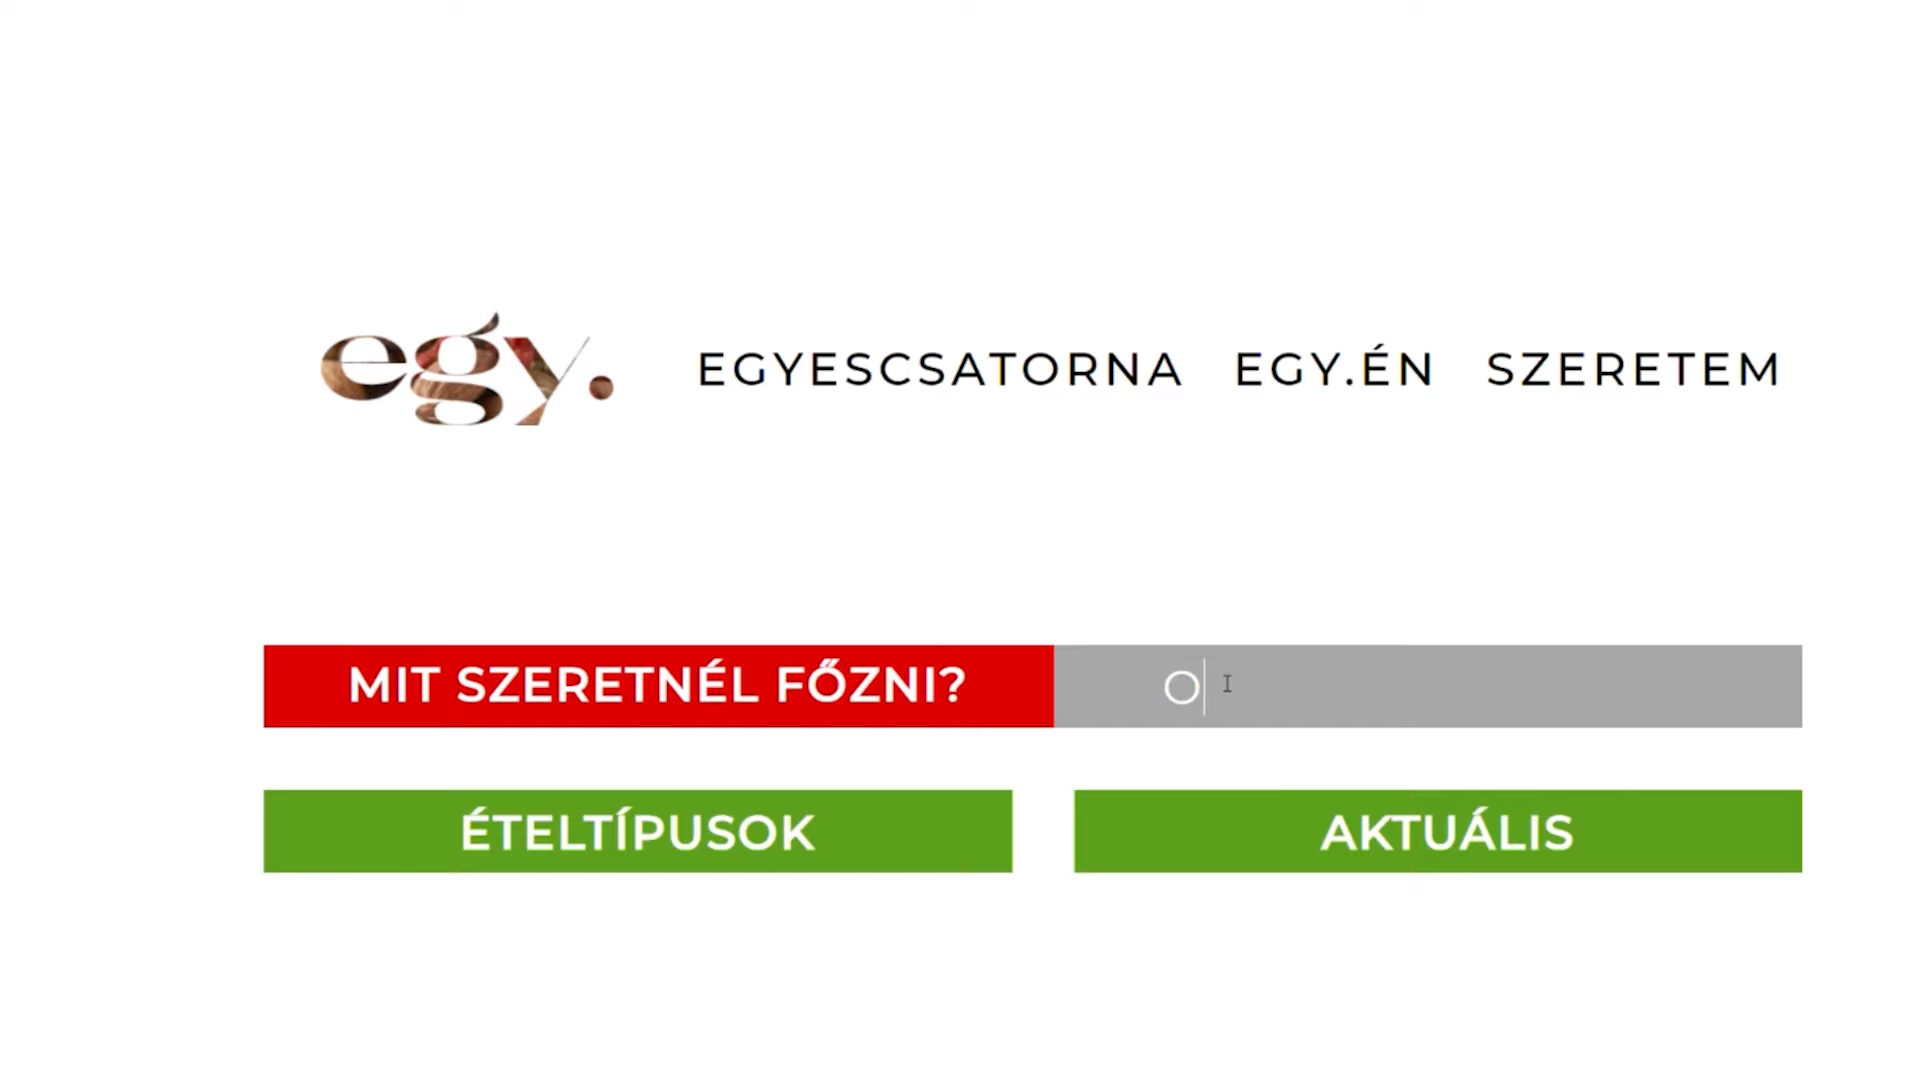 egy.
EGYESCSATORNA EGY.ÉN SZERETEM
MIT SZERETNÉL FŐZNI? O
ÉTELTÍPUSOK AKTUÁLIS